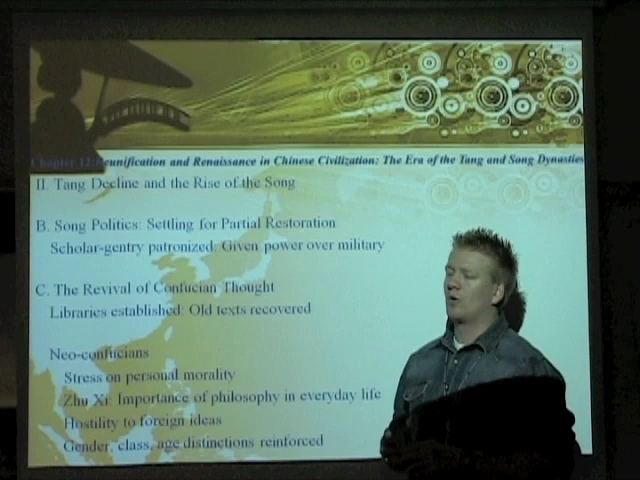 Chapter 12: Reunification and Renaissance in Chinese Civilization: The Era of the Tang and Song Dynasties
II. Tang Decline and the Rise of the Song
B. Song Politics: Settling for Partial Restoration
Scholar-gentry patronized: Given power over military
C. The Revival of Confucian Thought
Libraries established: Old texts recovered
Neo-confucians
Stress on personal morality
Zhu Xi: Importance of philosophy in everyday life
Hostility to foreign ideas
Gender, class, age distinctions reinforced